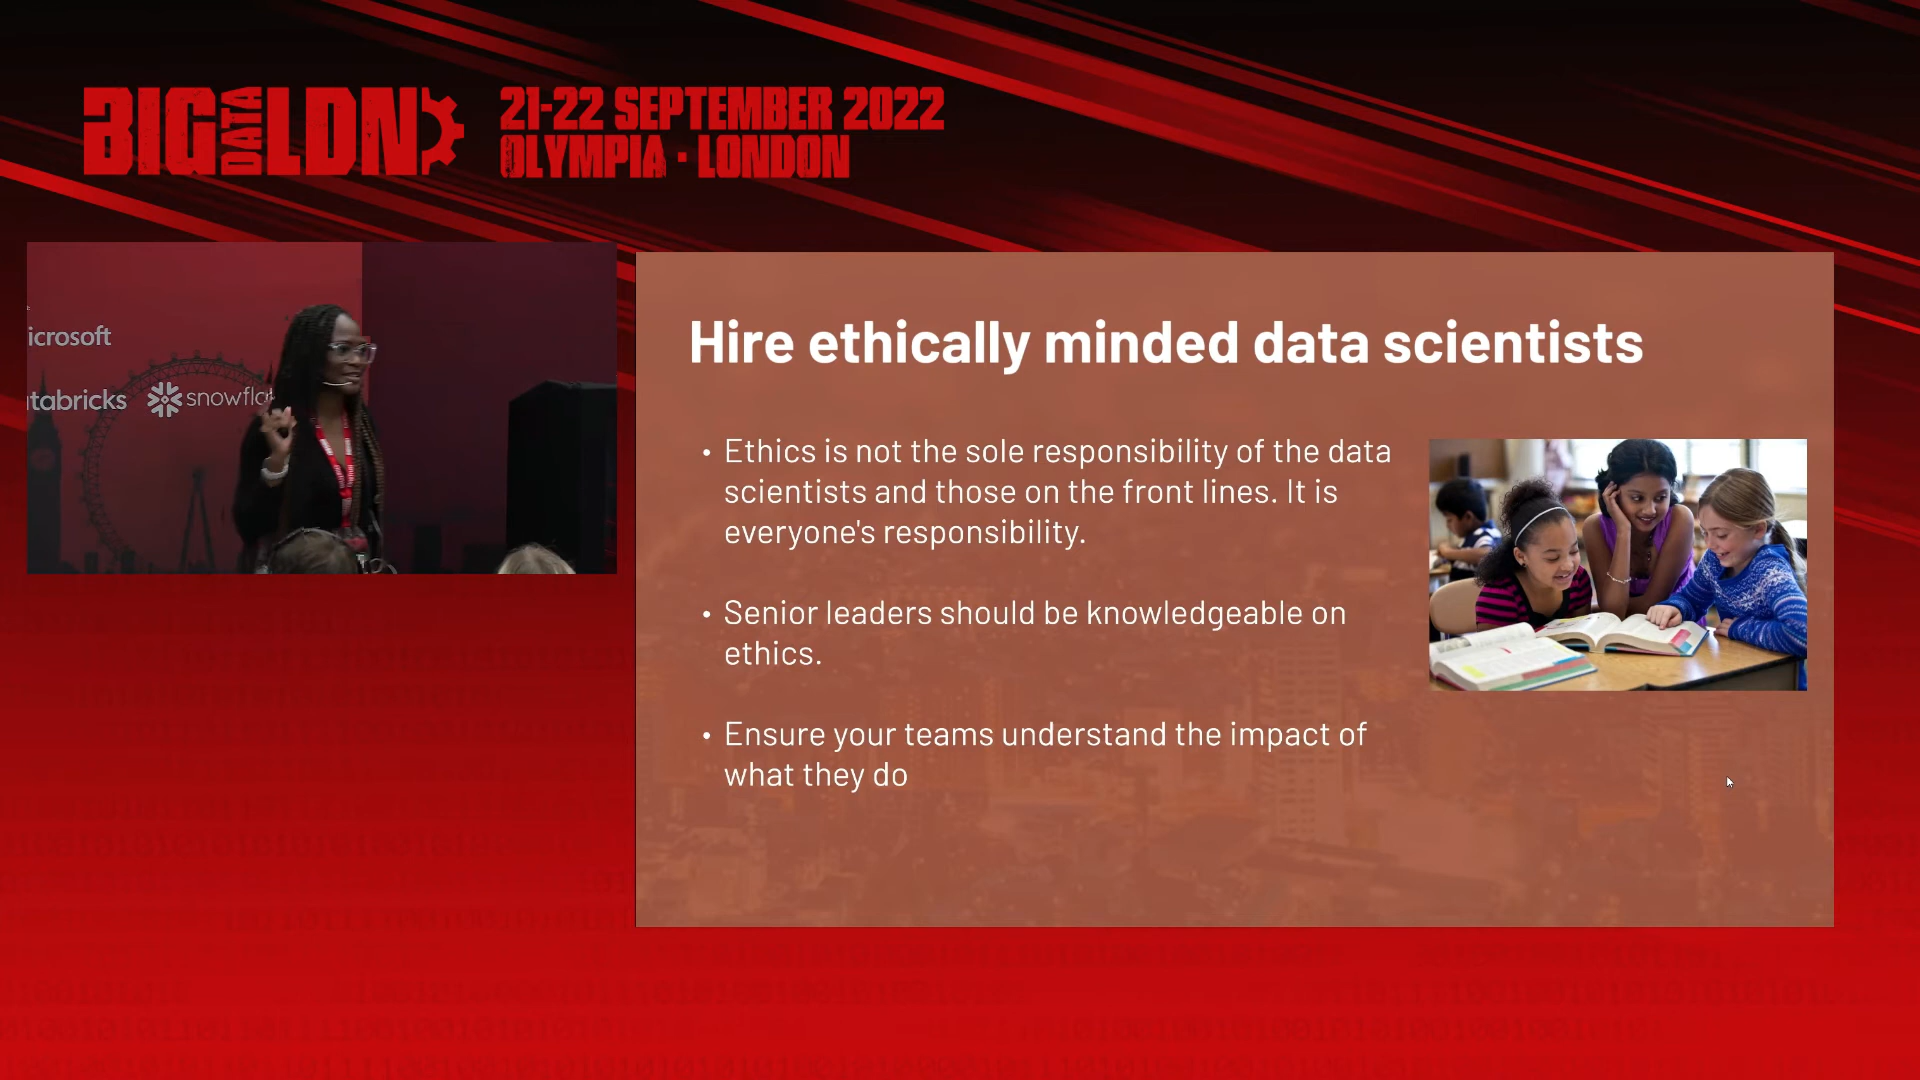 BIG DATA LDN
21-22 SEPTEMBER 2022
OLYMPIA · LONDON
icrosoft
tabricks
snowfla
Hire ethically minded data scientists
• Ethics is not the sole responsibility of the data
scientists and those on the front lines. It is
everyone's responsibility.
• Senior leaders should be knowledgeable on
ethics.
• Ensure your teams understand the impact of
what they do